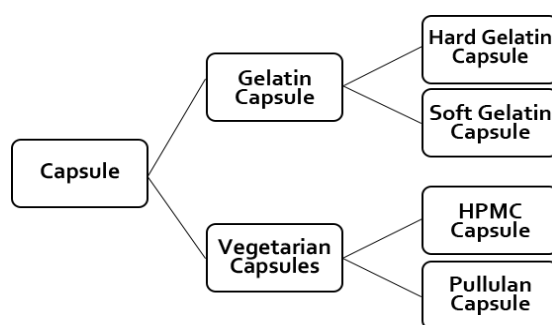 Hard Gelatin
Capsule
Gelatin
Capsule
Soft Gelatin
Capsule
Capsule
HPMC
Capsule
Vegetarian
Capsules
Pullulan
Capsule